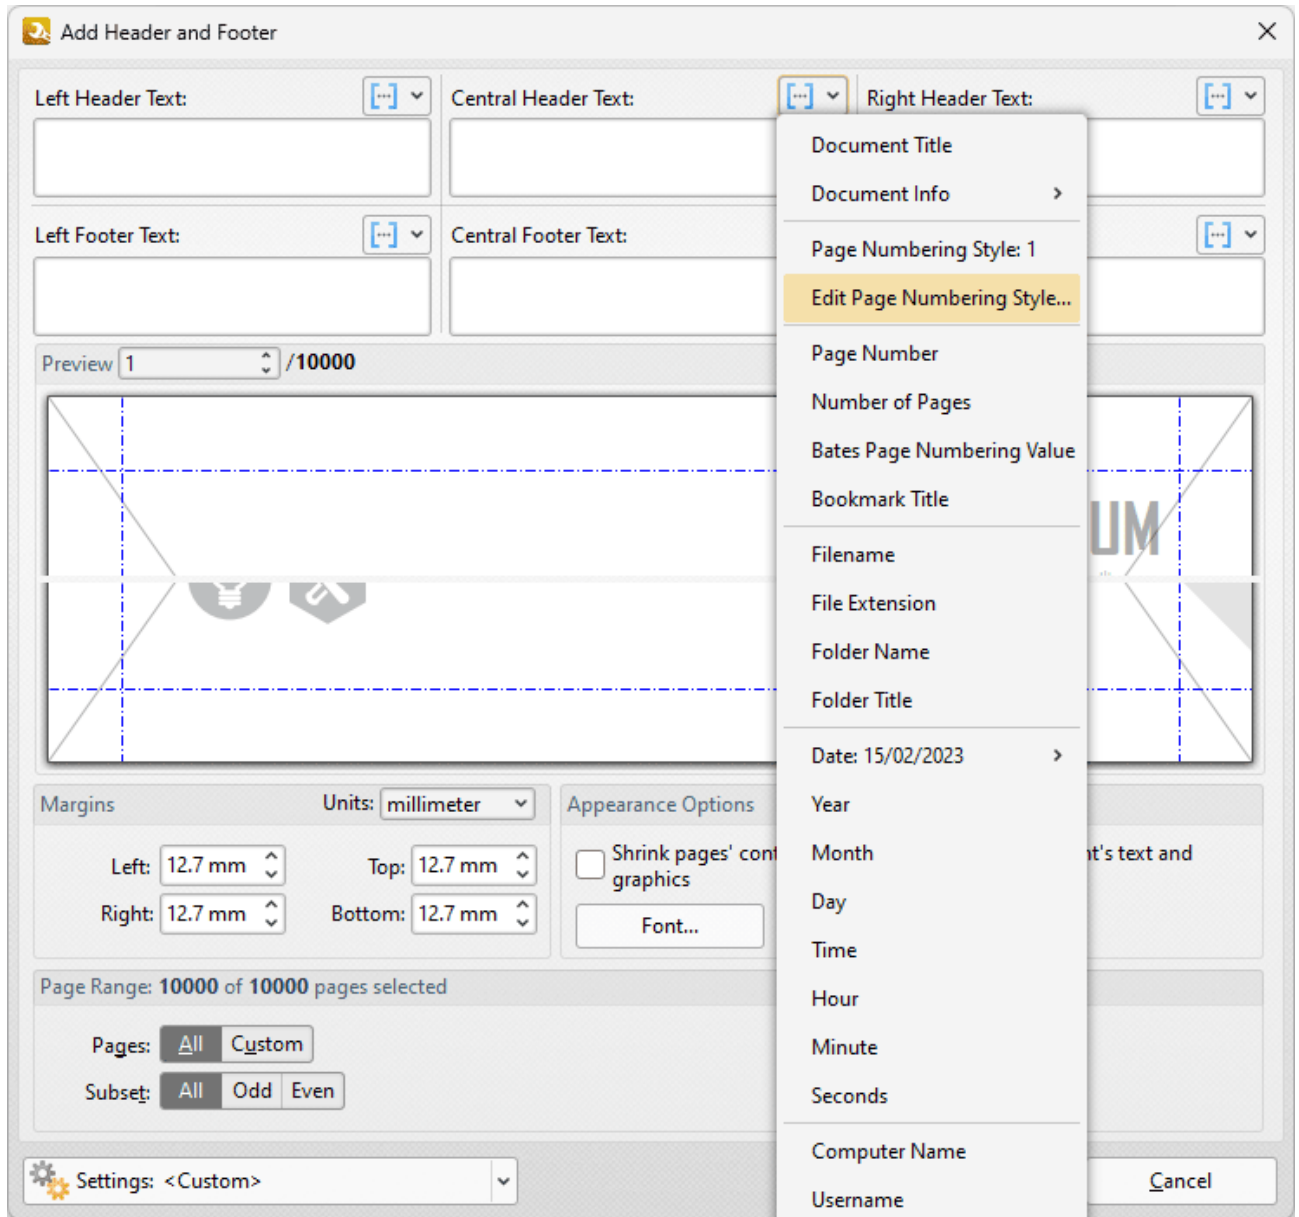 Add Header and Footer
Left Header Text:
Central Header Text:
Right Header Text:
Left Footer Text:
Central Footer Text:
Document Title
Document Info
Page Numbering Style: 1
Edit Page Numbering Style...
Page Number
Number of Pages
Bates Page Numbering Value
Bookmark Title
Filename
File Extension
Folder Name
Folder Title
Date: 15/02/2023
Year
Month
Day
Time
Hour
Minute
Seconds
Computer Name
Username
Preview 1 /10000
UM
Margins
Units: millimeter
Left: 12.7 mm
Top: 12.7 mm
Right: 12.7 mm
Bottom: 12.7 mm
Appearance Options
Shrink pages' cont
t's text and
graphics
Font...
Page Range: 10000 of 10000 pages selected
Pages: All Custom
Subset: All Odd Even
Settings: <Custom>
Cancel